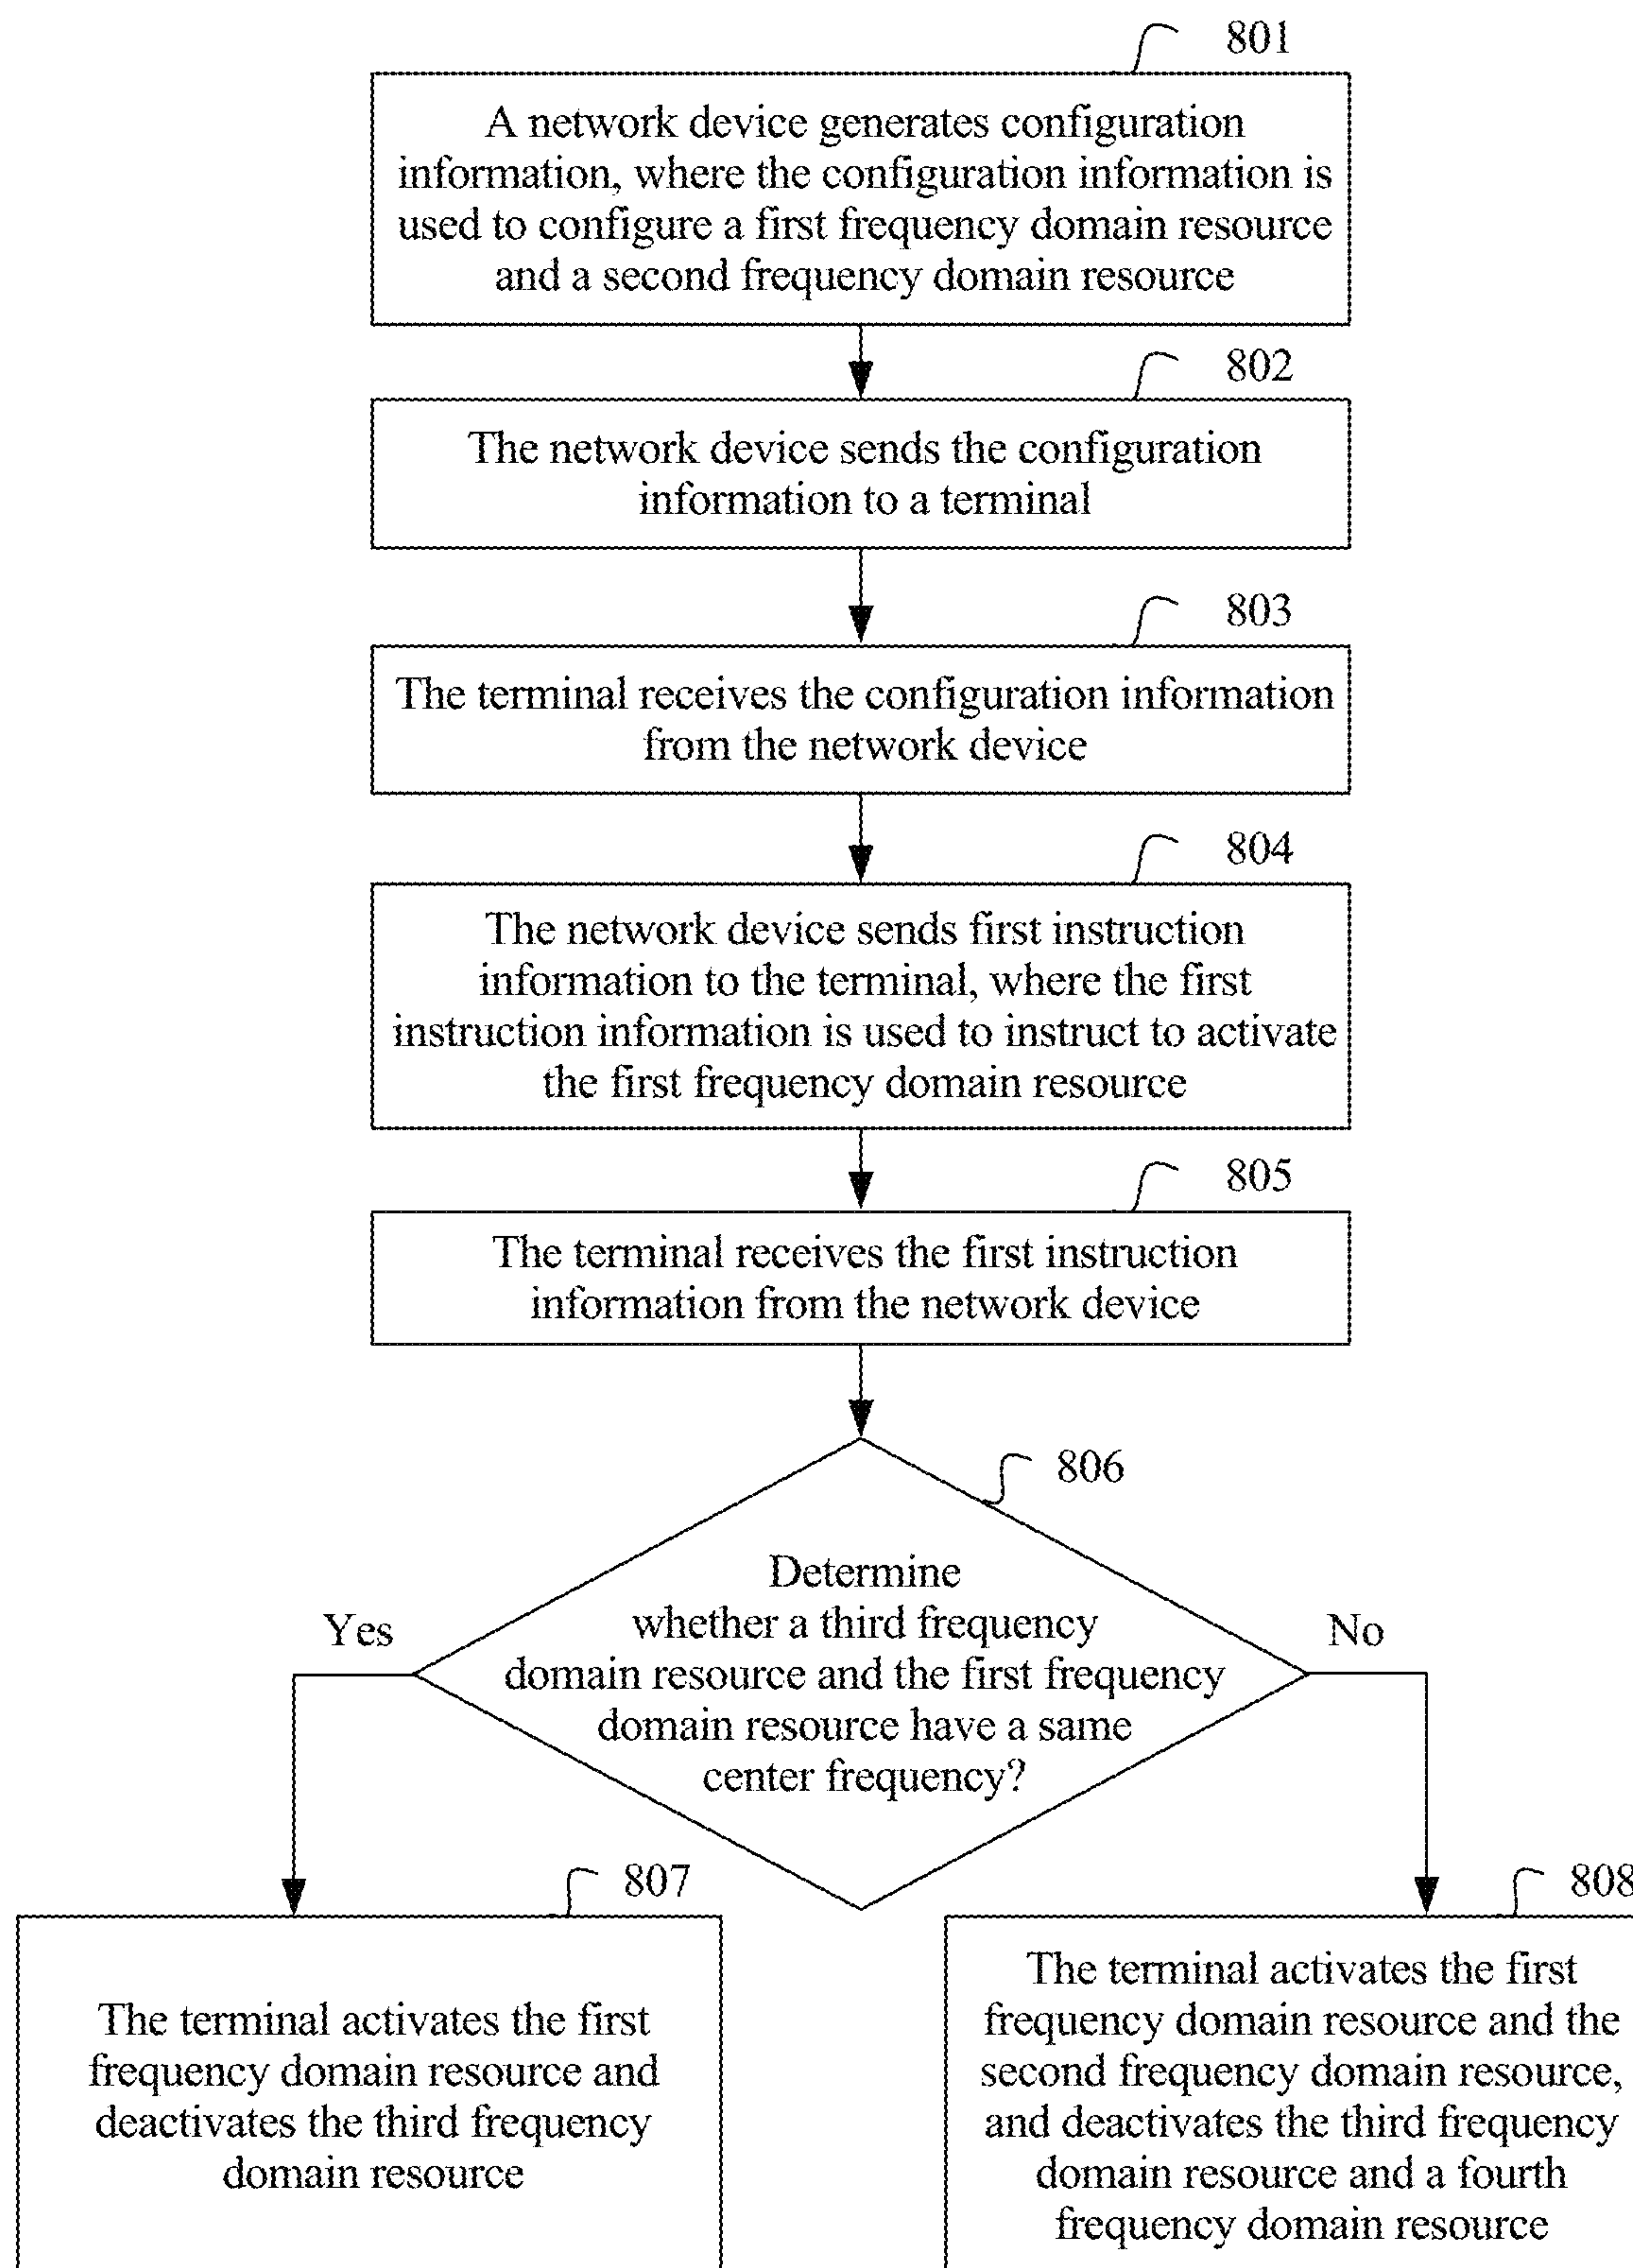 801
A network device generates configuration
information, where the configuration information is
used to configure a first frequency domain resource
and a second frequency domain resource
802
The network device sends the configuration
information to a terminal
803
The terminal receives the configuration information
from the network device
804
The network device sends first instruction
information to the terminal, where the first
instruction information is used to instruct to activate
the first frequency domain resource
805
The terminal receives the first instruction
information from the network device
806
Determine
whether a third frequency
domain resource and the first frequency
domain resource have a same
center frequency?
Yes
No
807
The terminal activates the first
frequency domain resource and
deactivates the third frequency
domain resource
808
The terminal activates the first
frequency domain resource and the
second frequency domain resource,
and deactivates the third frequency
domain resource and a fourth
frequency domain resource